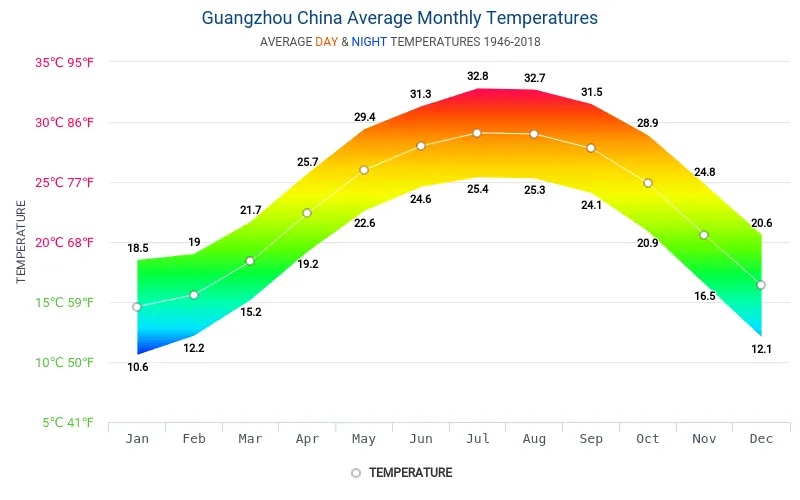 Guangzhou China Average Monthly Temperatures
AVERAGE DAY & NIGHT TEMPERATURES 1946-2018
35℃ 95℉
30℃ 86℉
25℃ 77℉
20℃ 68℉
15℃ 59℉
10℃ 50℉
5℃ 41℉
TEMPERATURE
18.5 19 21.7 25.7 29.4 31.3 32.8 32.7 31.5 28.9 24.8 20.6
10.6 12.2 15.2 19.2 22.6 24.6 25.4 25.3 24.1 20.9 16.5 12.1
Jan Feb Mar Apr May Jun Jul Aug Sep Oct Nov Dec
TEMPERATURE